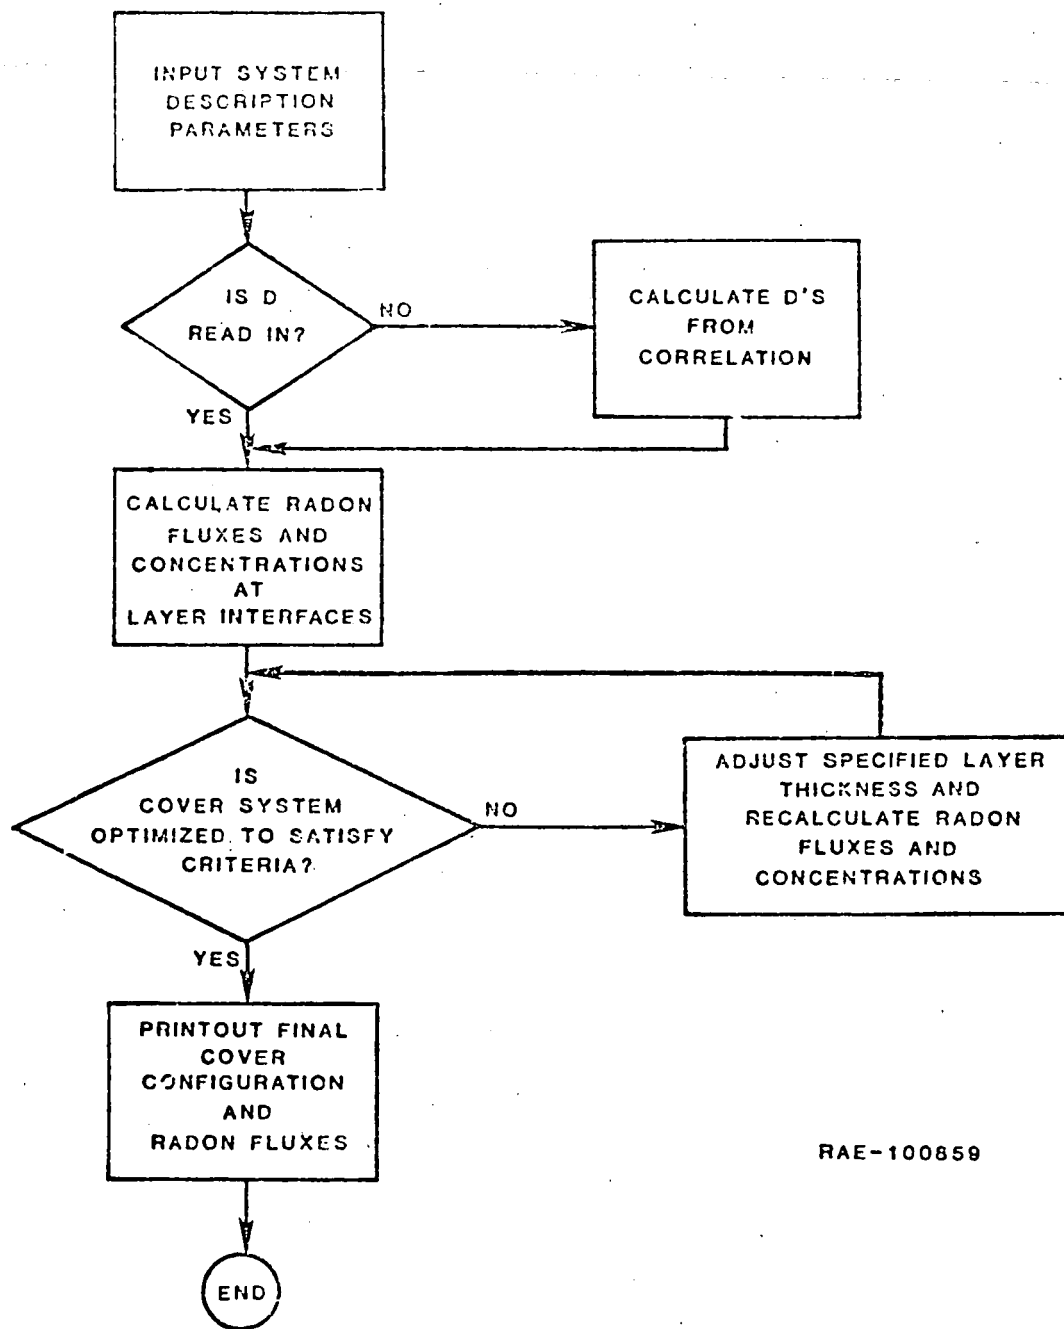 INPUT SYSTEM
DESCRIPTION
PARAMETERS
IS D
READ IN?
NO
CALCULATE D'S
FROM
CORRELATION
YES
CALCULATE RADON
FLUXES AND
CONCENTRATIONS
AT
LAYER INTERFACES
IS
COVER SYSTEM
OPTIMIZED TO SATISFY
CRITERIA?
NO
ADJUST SPECIFIED LAYER
THICKNESS AND
RECALCULATE RADON
FLUXES AND
CONCENTRATIONS
YES
PRINTOUT FINAL
COVER
CONFIGURATION
AND
RADON FLUXES
RAE-100859
END